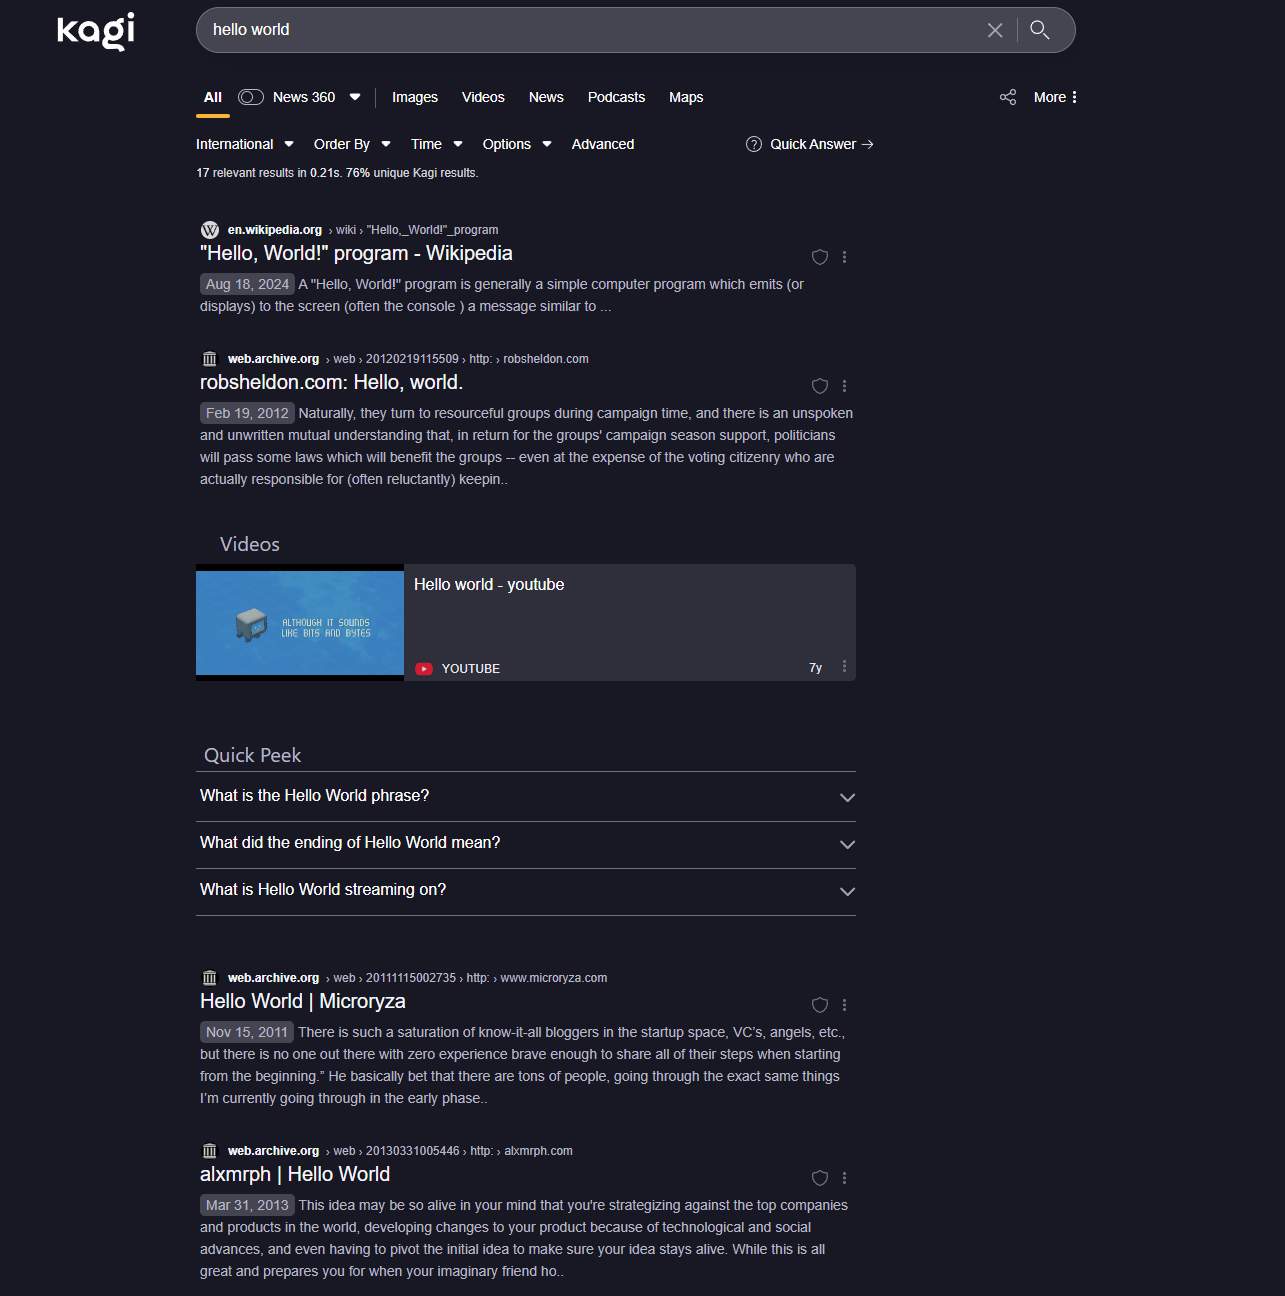 kagi
hello world
All News 360 Images Videos News Podcasts Maps More
International Order By Time Options Advanced Quick Answer →
17 relevant results in 0.21s. 76% unique Kagi results.
en.wikipedia.org › wiki › "Hello,_World!"_program
"Hello, World!" program - Wikipedia
Aug 18, 2024 A "Hello, World!" program is generally a simple computer program which emits (or
displays) to the screen (often the console ) a message similar to ...
web.archive.org › web › 20120219115509 › http: › robsheldon.com
robsheldon.com: Hello, world.
Feb 19, 2012 Naturally, they turn to resourceful groups during campaign time, and there is an unspoken
and unwritten mutual understanding that, in return for the groups' campaign season support, politicians
will pass some laws which will benefit the groups -- even at the expense of the voting citizenry who are
actually responsible for (often reluctantly) keepin..
Videos
Hello world - youtube
ALTHOUGH IT SOUNDS
LIKE BITS AND BYTES
YOUTUBE 7y
Quick Peek
What is the Hello World phrase?
What did the ending of Hello World mean?
What is Hello World streaming on?
web.archive.org › web › 20111115002735 › http: › www.microryza.com
Hello World | Microryza
Nov 15, 2011 There is such a saturation of know-it-all bloggers in the startup space, VC’s, angels, etc.,
but there is no one out there with zero experience brave enough to share all of their steps when starting
from the beginning.” He basically bet that there are tons of people, going through the exact same things
I’m currently going through in the early phase..
web.archive.org › web › 20130331005446 › http: › alxmrph.com
alxmrph | Hello World
Mar 31, 2013 This idea may be so alive in your mind that you're strategizing against the top companies
and products in the world, developing changes to your product because of technological and social
advances, and even having to pivot the initial idea to make sure your idea stays alive. While this is all
great and prepares you for when your imaginary friend ho..